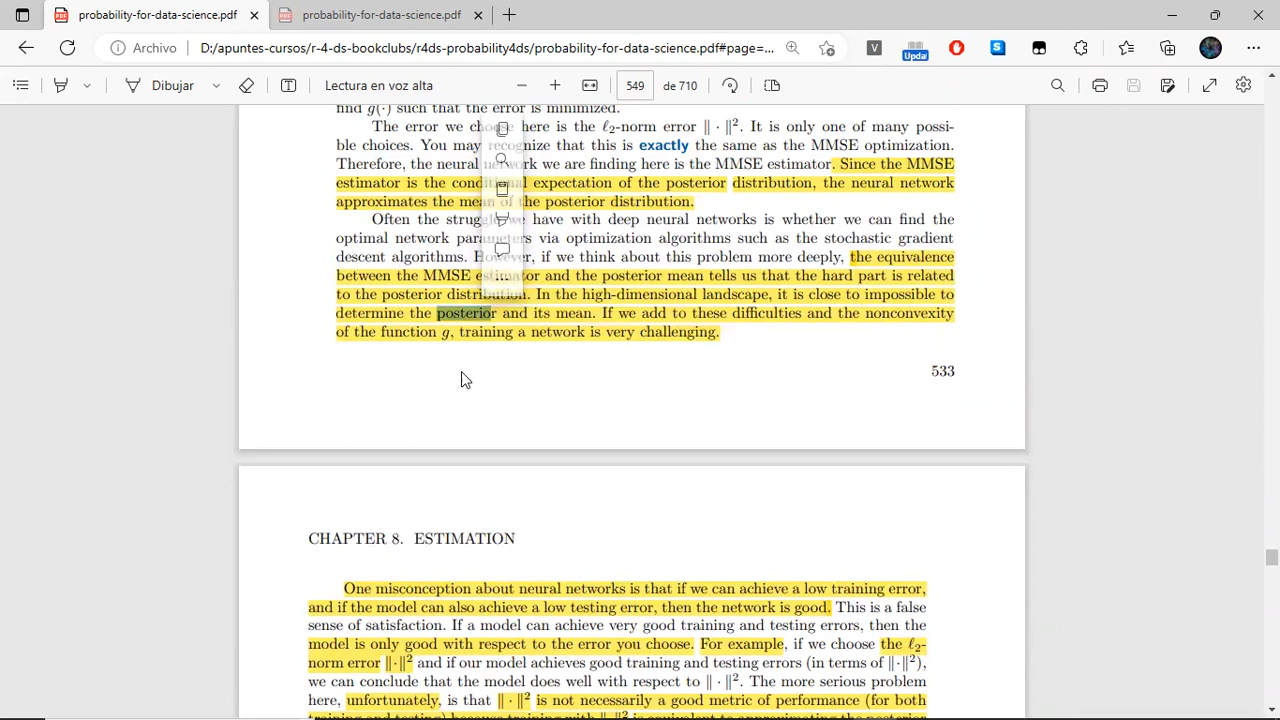 probability-for-data-science.pdf
probability-for-data-science.pdf
Archivo
D:/apuntes-cursos/r-4-ds-bookclubs/r4ds-probability4ds/probability-for-data-science.pdf#page=...
V
Upda
S
Dibujar
Lectura en voz alta
549 de 710
find g(·) such that the error is minimized.
The error we choose here is the ℓ₂-norm error ‖ · ‖². It is only one of many possi-
ble choices. You may recognize that this is exactly the same as the MMSE optimization.
Therefore, the neural network we are finding here is the MMSE estimator. Since the MMSE
estimator is the conditional expectation of the posterior distribution, the neural network
approximates the mean of the posterior distribution.
Often the struggle we have with deep neural networks is whether we can find the
optimal network parameters via optimization algorithms such as the stochastic gradient
descent algorithms. However, if we think about this problem more deeply, the equivalence
between the MMSE estimator and the posterior mean tells us that the hard part is related
to the posterior distribution. In the high-dimensional landscape, it is close to impossible to
determine the posterior and its mean. If we add to these difficulties and the nonconvexity
of the function g, training a network is very challenging.
533
CHAPTER 8. ESTIMATION
One misconception about neural networks is that if we can achieve a low training error,
and if the model can also achieve a low testing error, then the network is good. This is a false
sense of satisfaction. If a model can achieve very good training and testing errors, then the
model is only good with respect to the error you choose. For example, if we choose the ℓ₂-
norm error ‖·‖² and if our model achieves good training and testing errors (in terms of ‖·‖²),
we can conclude that the model does well with respect to ‖ · ‖². The more serious problem
here, unfortunately, is that ‖ · ‖² is not necessarily a good metric of performance (for both
training and testing) because training with ‖ · ‖² is equivalent to approximating the posterior